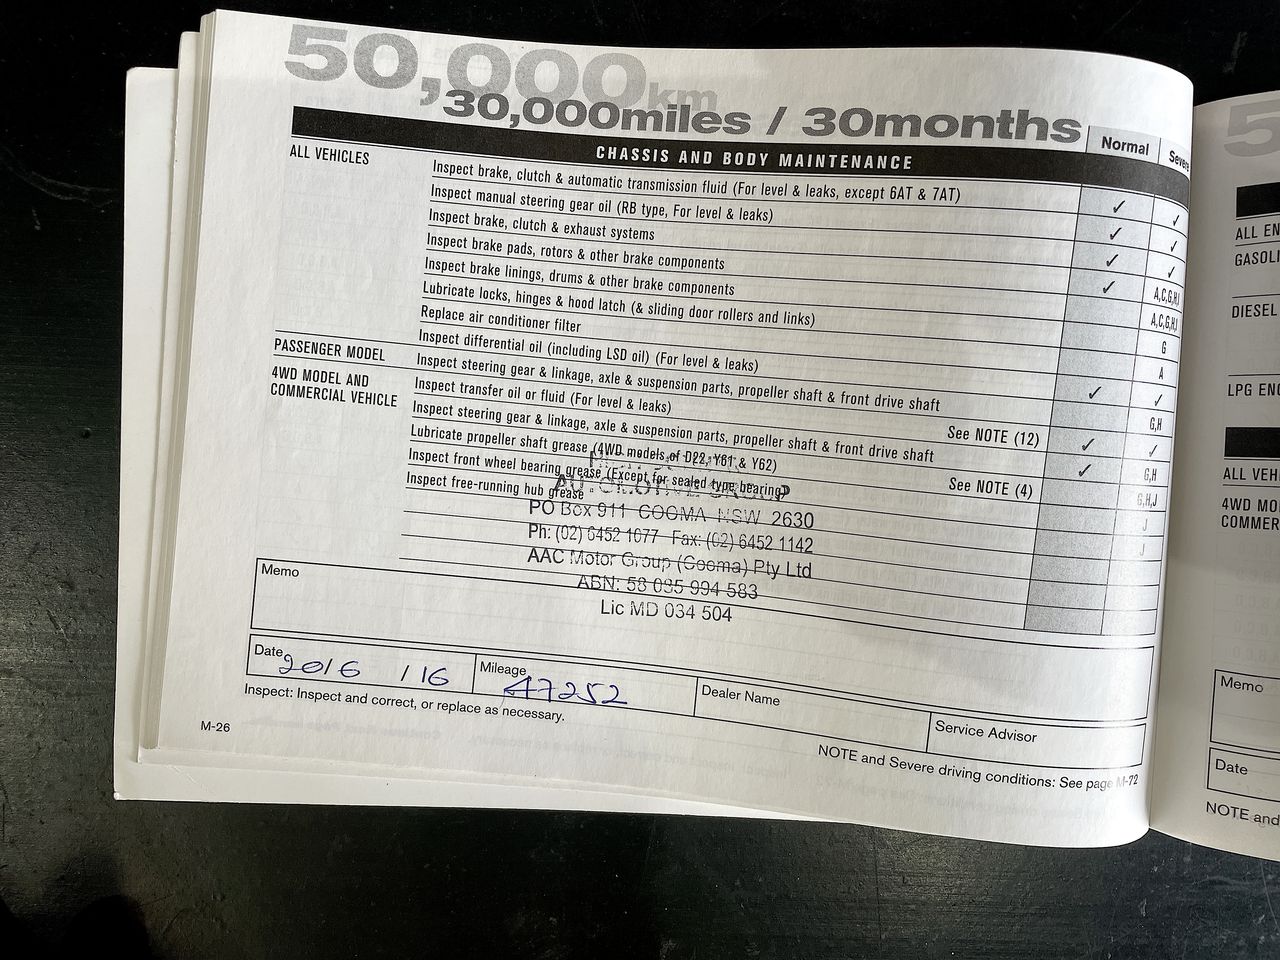 50,000km
30,000miles / 30months
Normal Severe
CHASSIS AND BODY MAINTENANCE
ALL VEHICLES
Inspect brake, clutch & automatic transmission fluid (For level & leaks, except 6AT & 7AT) ✓ ✓
Inspect manual steering gear oil (RB type, For level & leaks) ✓ ✓
Inspect brake, clutch & exhaust systems ✓ ✓
Inspect brake pads, rotors & other brake components ✓ A,C,G,H,J
Inspect brake linings, drums & other brake components A,C,G,H,J
Lubricate locks, hinges & hood latch (& sliding door rollers and links) G
Replace air conditioner filter A
Inspect differential oil (including LSD oil) (For level & leaks) ✓ ✓
PASSENGER MODEL
Inspect steering gear & linkage, axle & suspension parts, propeller shaft & front drive shaft G,H
4WD MODEL AND
COMMERCIAL VEHICLE
Inspect transfer oil or fluid (For level & leaks) See NOTE (12) ✓ ✓
Inspect steering gear & linkage, axle & suspension parts, propeller shaft & front drive shaft ✓ G,H
Lubricate propeller shaft grease (4WD models of D22, Y61 & Y62) G,H,J
Inspect front wheel bearing grease (Except for sealed type bearing) See NOTE (4) J
Inspect free-running hub grease J
AUTOMOTIVE GROUP
PO Box 911 COOMA NSW 2630
Ph: (02) 6452 1077 Fax: (02) 6452 1142
AAC Motor Group (Cooma) Pty Ltd
ABN: 58 085 994 583
Lic MD 034 504
Memo
Date 20/6 /16
Mileage 47252
Dealer Name
Service Advisor
Inspect: Inspect and correct, or replace as necessary.
NOTE and Severe driving conditions: See page M-72
M-26
5
ALL EN
GASOLI
DIESEL
LPG ENG
ALL VEH
4WD MO
COMMER
Memo
Date
NOTE and